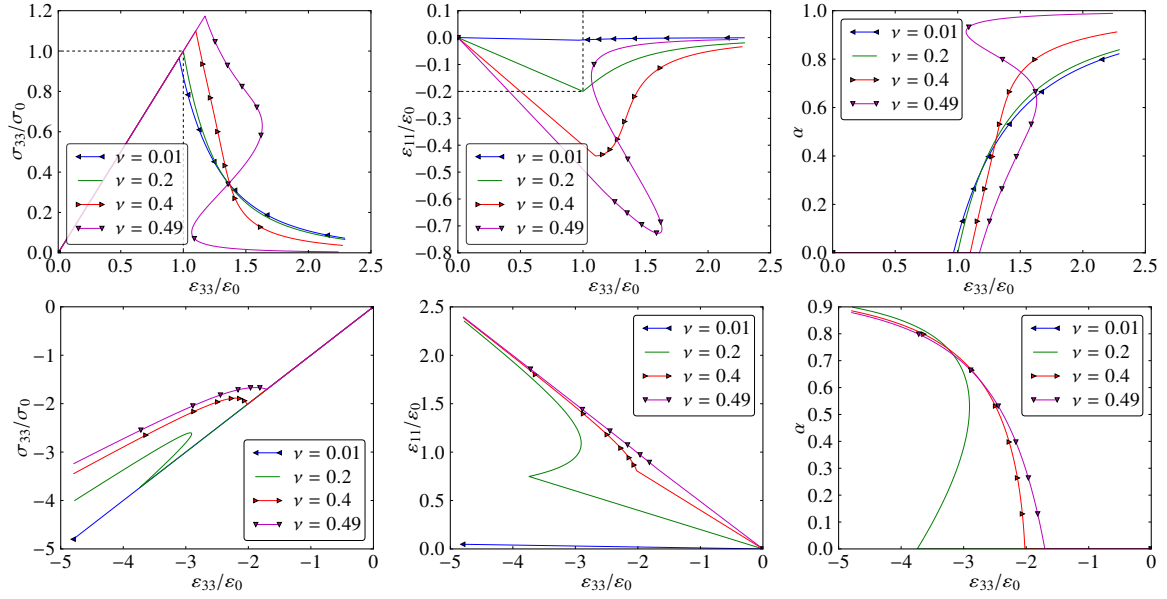 1.2
1.0
0.8
0.6
0.4
0.2
0.0
σ33/σ0
0.0 0.5 1.0 1.5 2.0 2.5
ε33/ε0
ν = 0.01
ν = 0.2
ν = 0.4
ν = 0.49
0.1
0.0
−0.1
−0.2
−0.3
−0.4
−0.5
−0.6
−0.7
−0.8
ε11/ε0
0.0 0.5 1.0 1.5 2.0 2.5
ε33/ε0
ν = 0.01
ν = 0.2
ν = 0.4
ν = 0.49
1.0
0.8
0.6
0.4
0.2
0.0
α
0.0 0.5 1.0 1.5 2.0 2.5
ε33/ε0
ν = 0.01
ν = 0.2
ν = 0.4
ν = 0.49
0
−1
−2
−3
−4
−5
σ33/σ0
−5 −4 −3 −2 −1 0
ε33/ε0
ν = 0.01
ν = 0.2
ν = 0.4
ν = 0.49
2.5
2.0
1.5
1.0
0.5
0.0
ε11/ε0
−5 −4 −3 −2 −1 0
ε33/ε0
ν = 0.01
ν = 0.2
ν = 0.4
ν = 0.49
0.9
0.8
0.7
0.6
0.5
0.4
0.3
0.2
0.1
0.0
α
−5 −4 −3 −2 −1 0
ε33/ε0
ν = 0.01
ν = 0.2
ν = 0.4
ν = 0.49